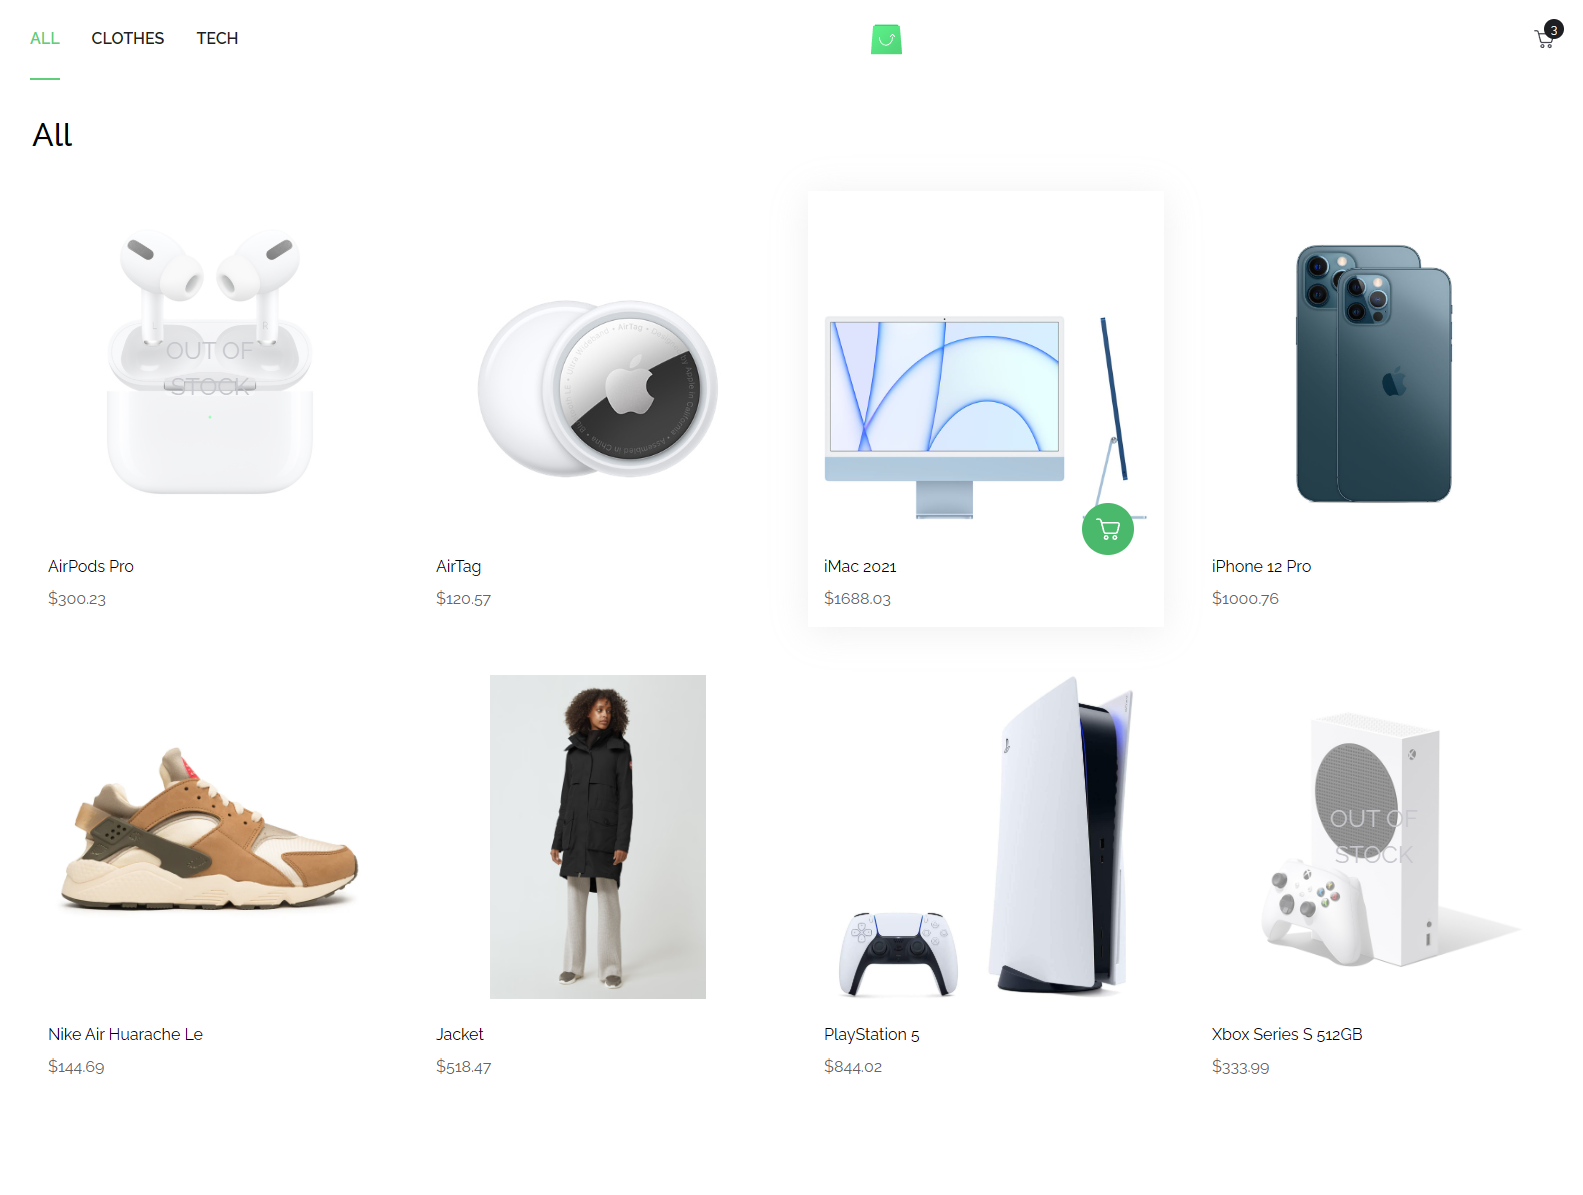 ALL
CLOTHES
TECH
3
All
OUT OF
STOCK
AirPods Pro
$300.23
AirTag
$120.57
iMac 2021
$1688.03
iPhone 12 Pro
$1000.76
Nike Air Huarache Le
$144.69
Jacket
$518.47
PlayStation 5
$844.02
OUT OF
STOCK
Xbox Series S 512GB
$333.99